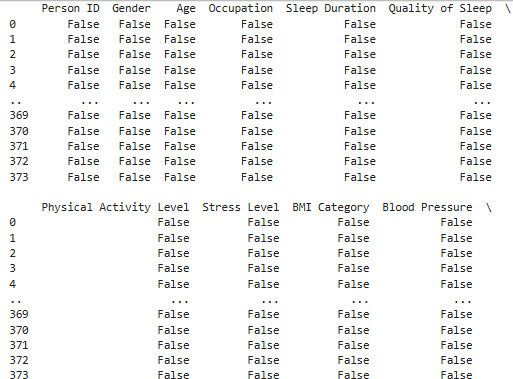 Person ID  Gender    Age  Occupation  Sleep Duration  Quality of Sleep  \
0        False   False  False       False           False             False
1        False   False  False       False           False             False
2        False   False  False       False           False             False
3        False   False  False       False           False             False
4        False   False  False       False           False             False
..         ...     ...    ...         ...             ...               ...
369      False   False  False       False           False             False
370      False   False  False       False           False             False
371      False   False  False       False           False             False
372      False   False  False       False           False             False
373      False   False  False       False           False             False
Physical Activity Level  Stress Level  BMI Category  Blood Pressure  \
0                      False         False         False           False
1                      False         False         False           False
2                      False         False         False           False
3                      False         False         False           False
4                      False         False         False           False
..                       ...           ...           ...             ...
369                    False         False         False           False
370                    False         False         False           False
371                    False         False         False           False
372                    False         False         False           False
373                    False         False         False           False